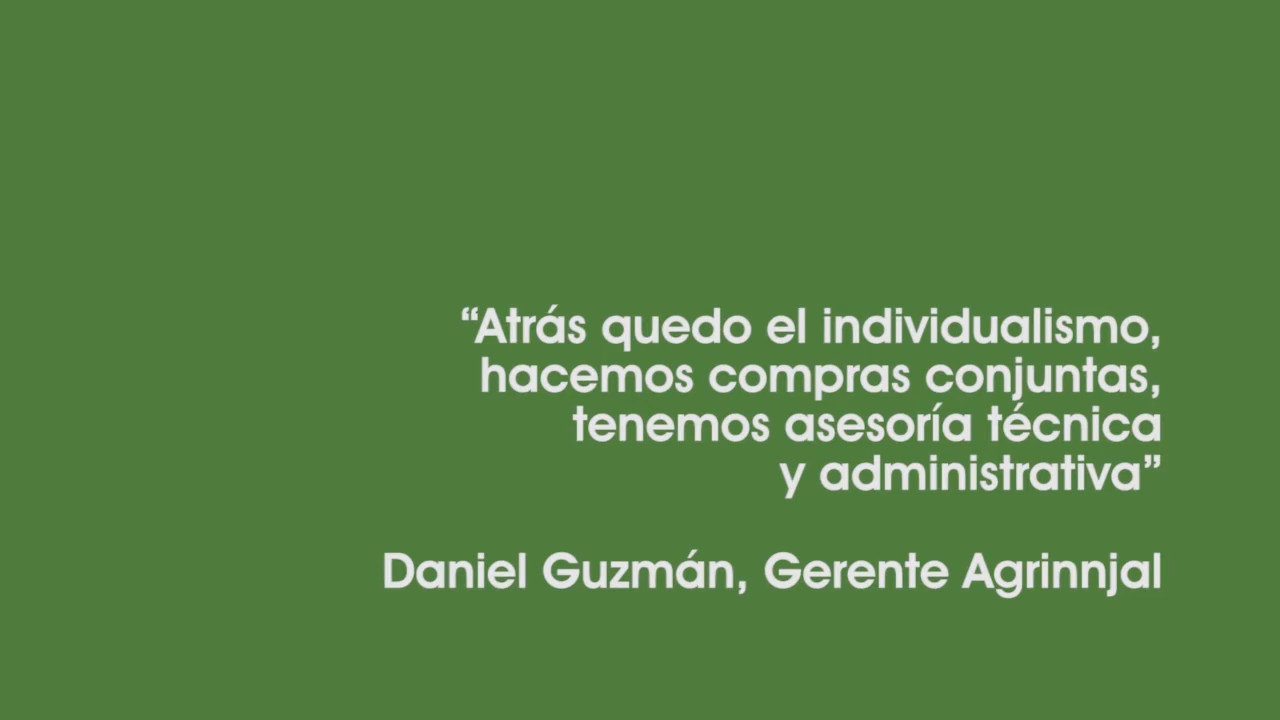 “Atrás quedo el individualismo,
hacemos compras conjuntas,
tenemos asesoría técnica
y administrativa”
Daniel Guzmán, Gerente Agrinnjal